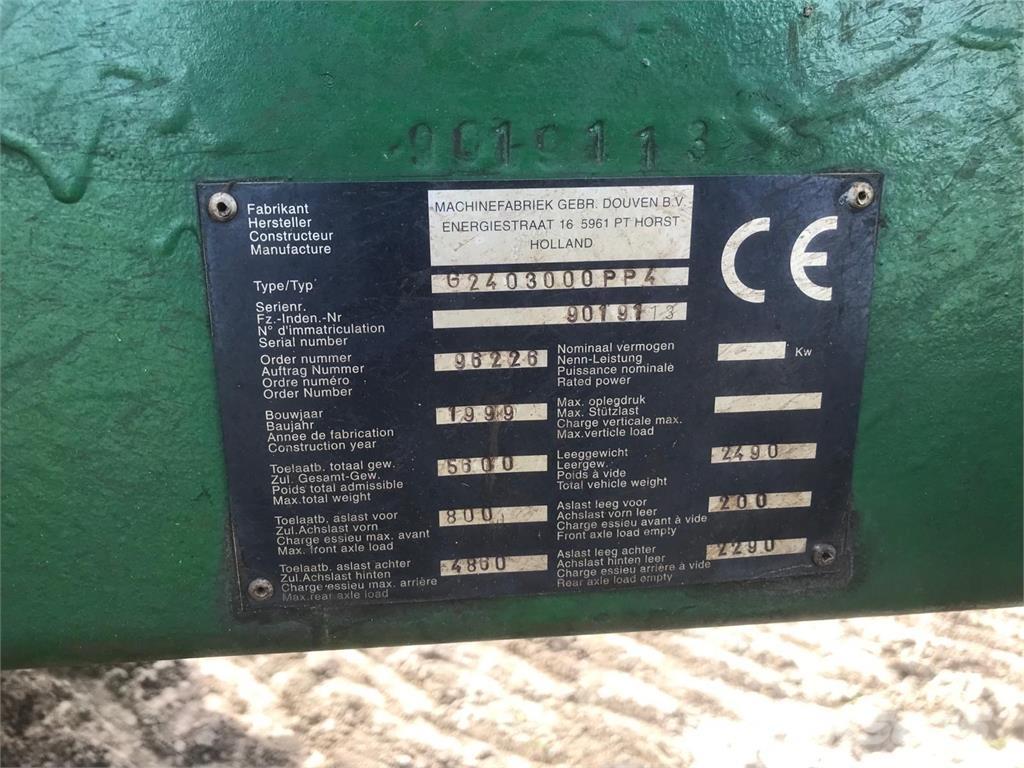 9019113
Fabrikant
Hersteller
Constructeur
Manufacture
MACHINEFABRIEK GEBR. DOUVEN B.V.
ENERGIESTRAAT 16 5961 PT HORST
HOLLAND
CE
Type/Typ
G2403000PP4
Serienr.
Fz.-Inden.-Nr
N° d'immatriculation
Serial number
9019113
Order nummer
Auftrag Nummer
Ordre numéro
Order Number
96226
Nominaal vermogen
Nenn-Leistung
Puissance nominale
Rated power
Kw
Bouwjaar
Baujahr
Annee de fabrication
Construction year
1999
Max. oplegdruk
Max. Stützlast
Charge verticale max.
Max.verticle load
Toelaatb. totaal gew.
Zul. Gesamt-Gew.
Poids total admissible
Max.total weight
5600
Leeggewicht
Leergew.
Poids à vide
Total vehicle weight
2490
Toelaatb. aslast voor
Zul.Achslast vorn
Charge essieu max. avant
Max. front axle load
800
Aslast leeg voor
Achslast vorn leer
Charge essieu avant à vide
Front axle load empty
200
Toelaatb. aslast achter
Zul.Achslast hinten
Charge essieu max. arrière
Max.rear axle load
4800
Aslast leeg achter
Achslast hinten leer
Charge essieu arrière à vide
Rear axle load empty
2290